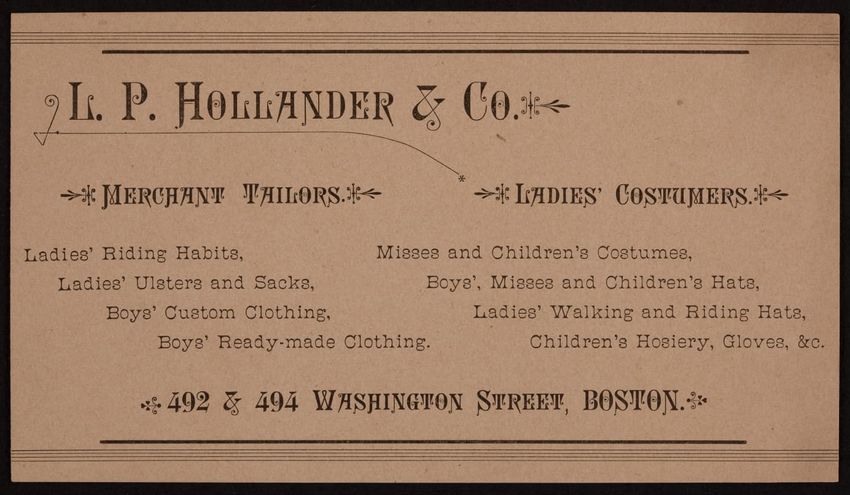 L. P. Hollander & Co.
Merchant Tailors. Ladies' Costumers.
Ladies' Riding Habits,
Ladies' Ulsters and Sacks,
Boys' Custom Clothing,
Boys' Ready-made Clothing.
Misses and Children's Costumes,
Boys', Misses and Children's Hats,
Ladies' Walking and Riding Hats,
Children's Hosiery, Gloves, &c.
492 & 494 Washington Street, BOSTON.